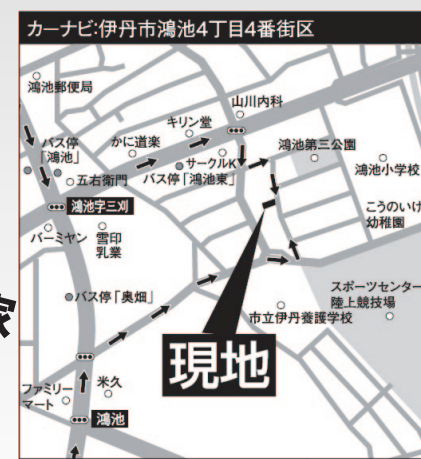 カーナビ:伊丹市鴻池4丁目4番街区
鴻池郵便局
山川内科
キリン堂
バス停
「鴻池」
かに道楽
サークルK
バス停「鴻池東」
鴻池第三公園
鴻池小学校
五右衛門
鴻池字三刈
こうのいけ
幼稚園
バーミヤン
雪印
乳業
家
バス停「奥畑」
スポーツセンター
陸上競技場
市立伊丹養護学校
現地
ファミリー
マート
米久
鴻池